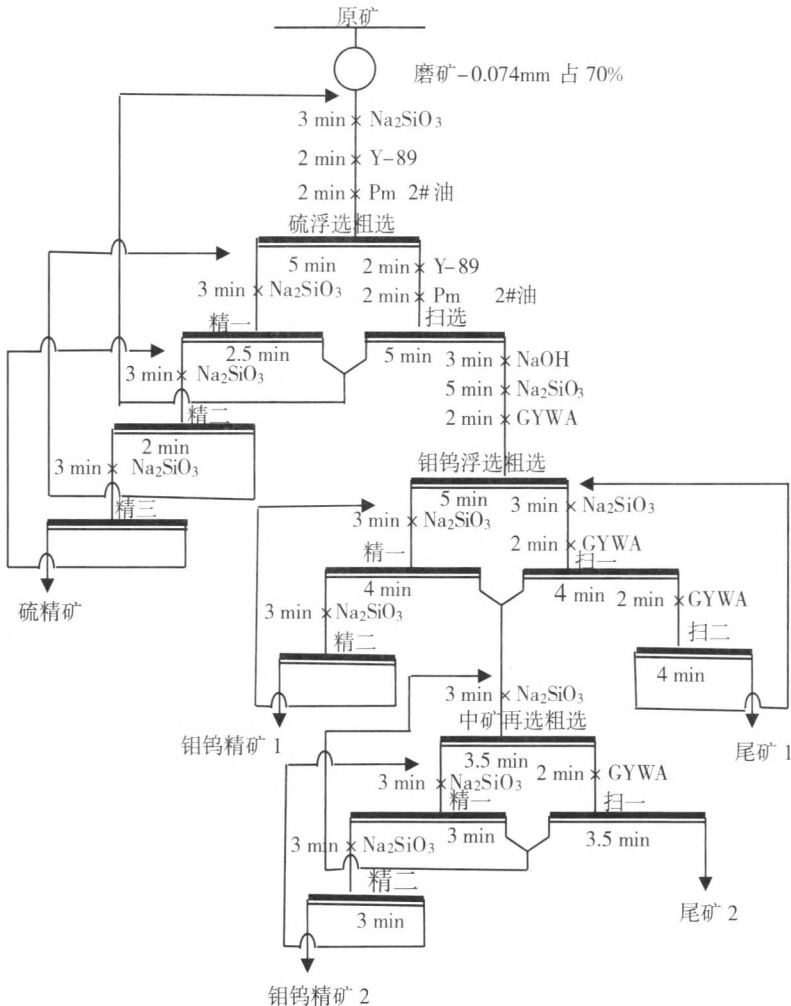 原矿
磨矿-0.074mm 占 70%
3 min Na₂SiO₃
2 min Y-89
2 min Pm 2#油
硫浮选粗选
5 min
2 min Y-89
3 min Na₂SiO₃
2 min Pm 2#油
精一
扫选
2.5 min
5 min
3 min NaOH
3 min Na₂SiO₃
5 min Na₂SiO₃
精二
2 min GYWA
2 min
3 min Na₂SiO₃
钼钨浮选粗选
精三
5 min
3 min Na₂SiO₃
3 min Na₂SiO₃
2 min GYWA
精一
扫一
硫精矿
4 min
4 min
2 min GYWA
3 min Na₂SiO₃
精二
扫二
4 min
3 min Na₂SiO₃
钼钨精矿 1
中矿再选粗选
尾矿 1
3.5 min
3 min Na₂SiO₃
2 min GYWA
精一
扫一
3 min Na₂SiO₃
3 min
3.5 min
精二
3 min
尾矿 2
钼钨精矿 2